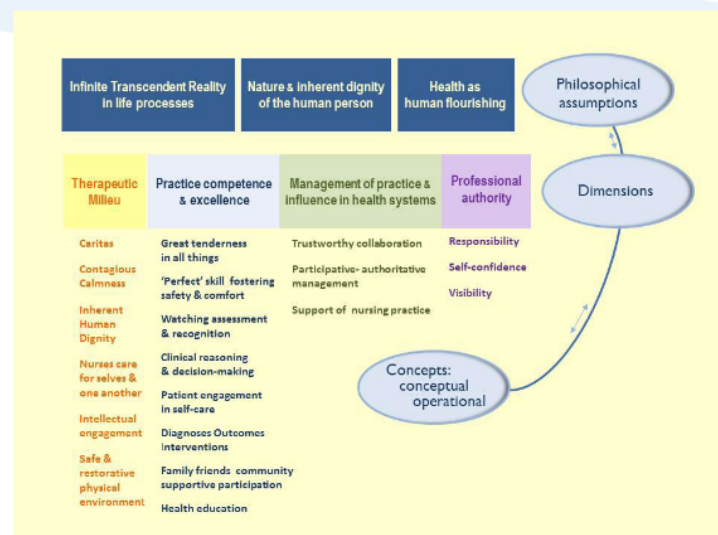 Infinite Transcendent Reality
in life processes
Nature & inherent dignity
of the human person
Health as
human flourishing
Philosophical
assumptions
Therapeutic
Milieu
Practice competence
& excellence
Management of practice &
influence in health systems
Professional
authority
Dimensions
Caritas
Contagious
Calmness
Inherent
Human
Dignity
Nurses care
for selves &
one another
Intellectual
engagement
Safe &
restorative
physical
environment
Great tenderness
in all things
‘Perfect’ skill fostering
safety & comfort
Watching assessment
& recognition
Clinical reasoning
& decision-making
Patient engagement
in self-care
Diagnoses Outcomes
Interventions
Family friends community
supportive participation
Health education
Trustworthy collaboration
Participative- authoritative
management
Support of nursing practice
Responsibility
Self-confidence
Visibility
Concepts:
conceptual
operational